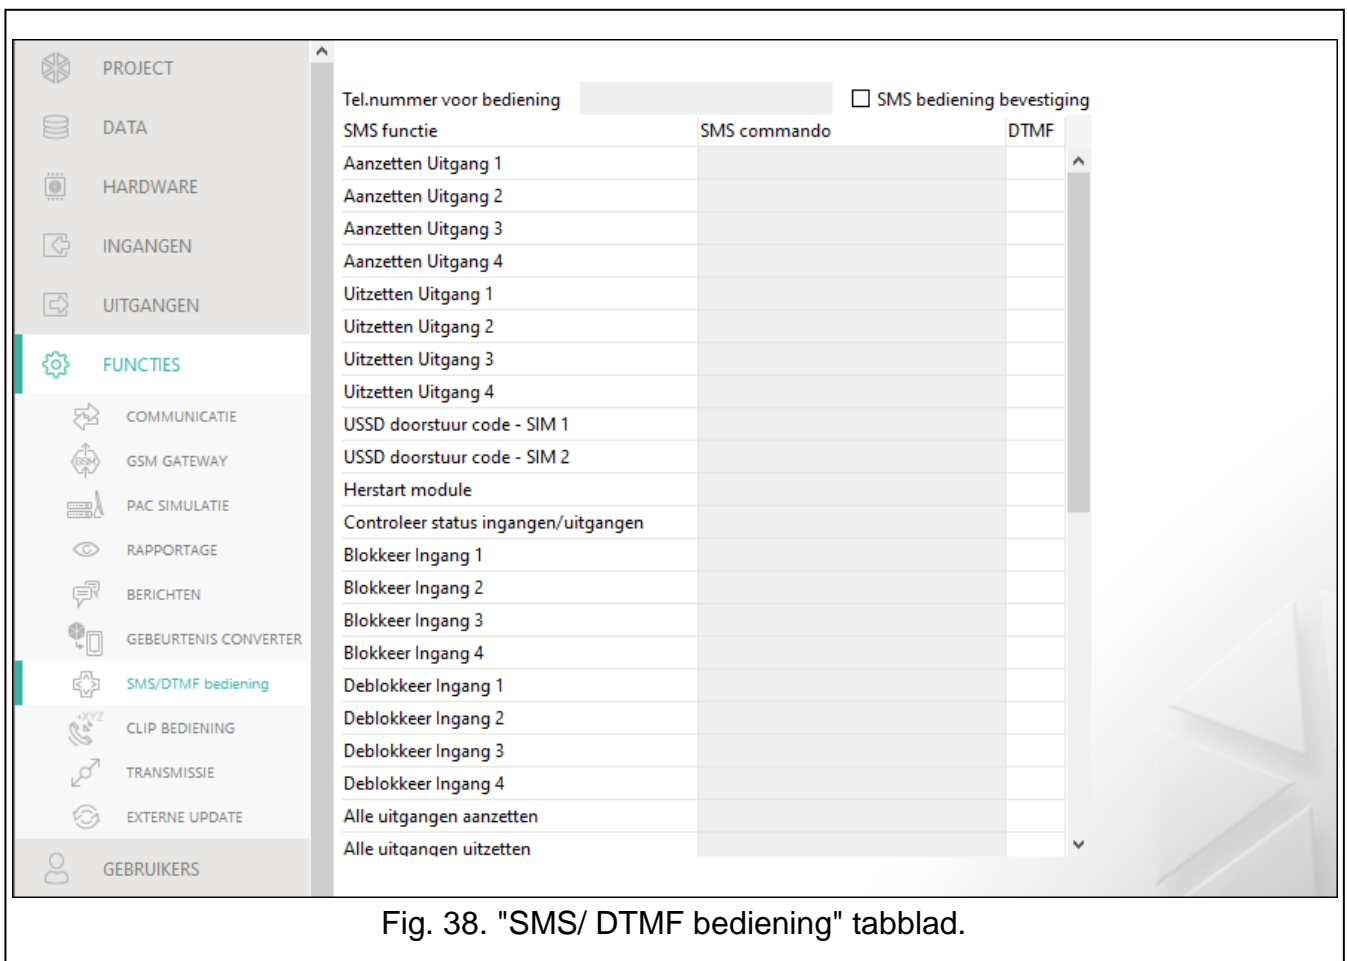 PROJECT
DATA
HARDWARE
INGANGEN
UITGANGEN
FUNCTIES
COMMUNICATIE
GSM
GSM GATEWAY
PAC SIMULATIE
RAPPORTAGE
BERICHTEN
GEBEURTENIS CONVERTER
SMS/DTMF bediening
+XYZ
CLIP BEDIENING
TRANSMISSIE
EXTERNE UPDATE
GEBRUIKERS
Tel.nummer voor bediening SMS bediening bevestiging
SMS functie SMS commando DTMF
Aanzetten Uitgang 1
Aanzetten Uitgang 2
Aanzetten Uitgang 3
Aanzetten Uitgang 4
Uitzetten Uitgang 1
Uitzetten Uitgang 2
Uitzetten Uitgang 3
Uitzetten Uitgang 4
USSD doorstuur code - SIM 1
USSD doorstuur code - SIM 2
Herstart module
Controleer status ingangen/uitgangen
Blokkeer Ingang 1
Blokkeer Ingang 2
Blokkeer Ingang 3
Blokkeer Ingang 4
Deblokkeer Ingang 1
Deblokkeer Ingang 2
Deblokkeer Ingang 3
Deblokkeer Ingang 4
Alle uitgangen aanzetten
Alle uitgangen uitzetten
Fig. 38. "SMS/ DTMF bediening" tabblad.